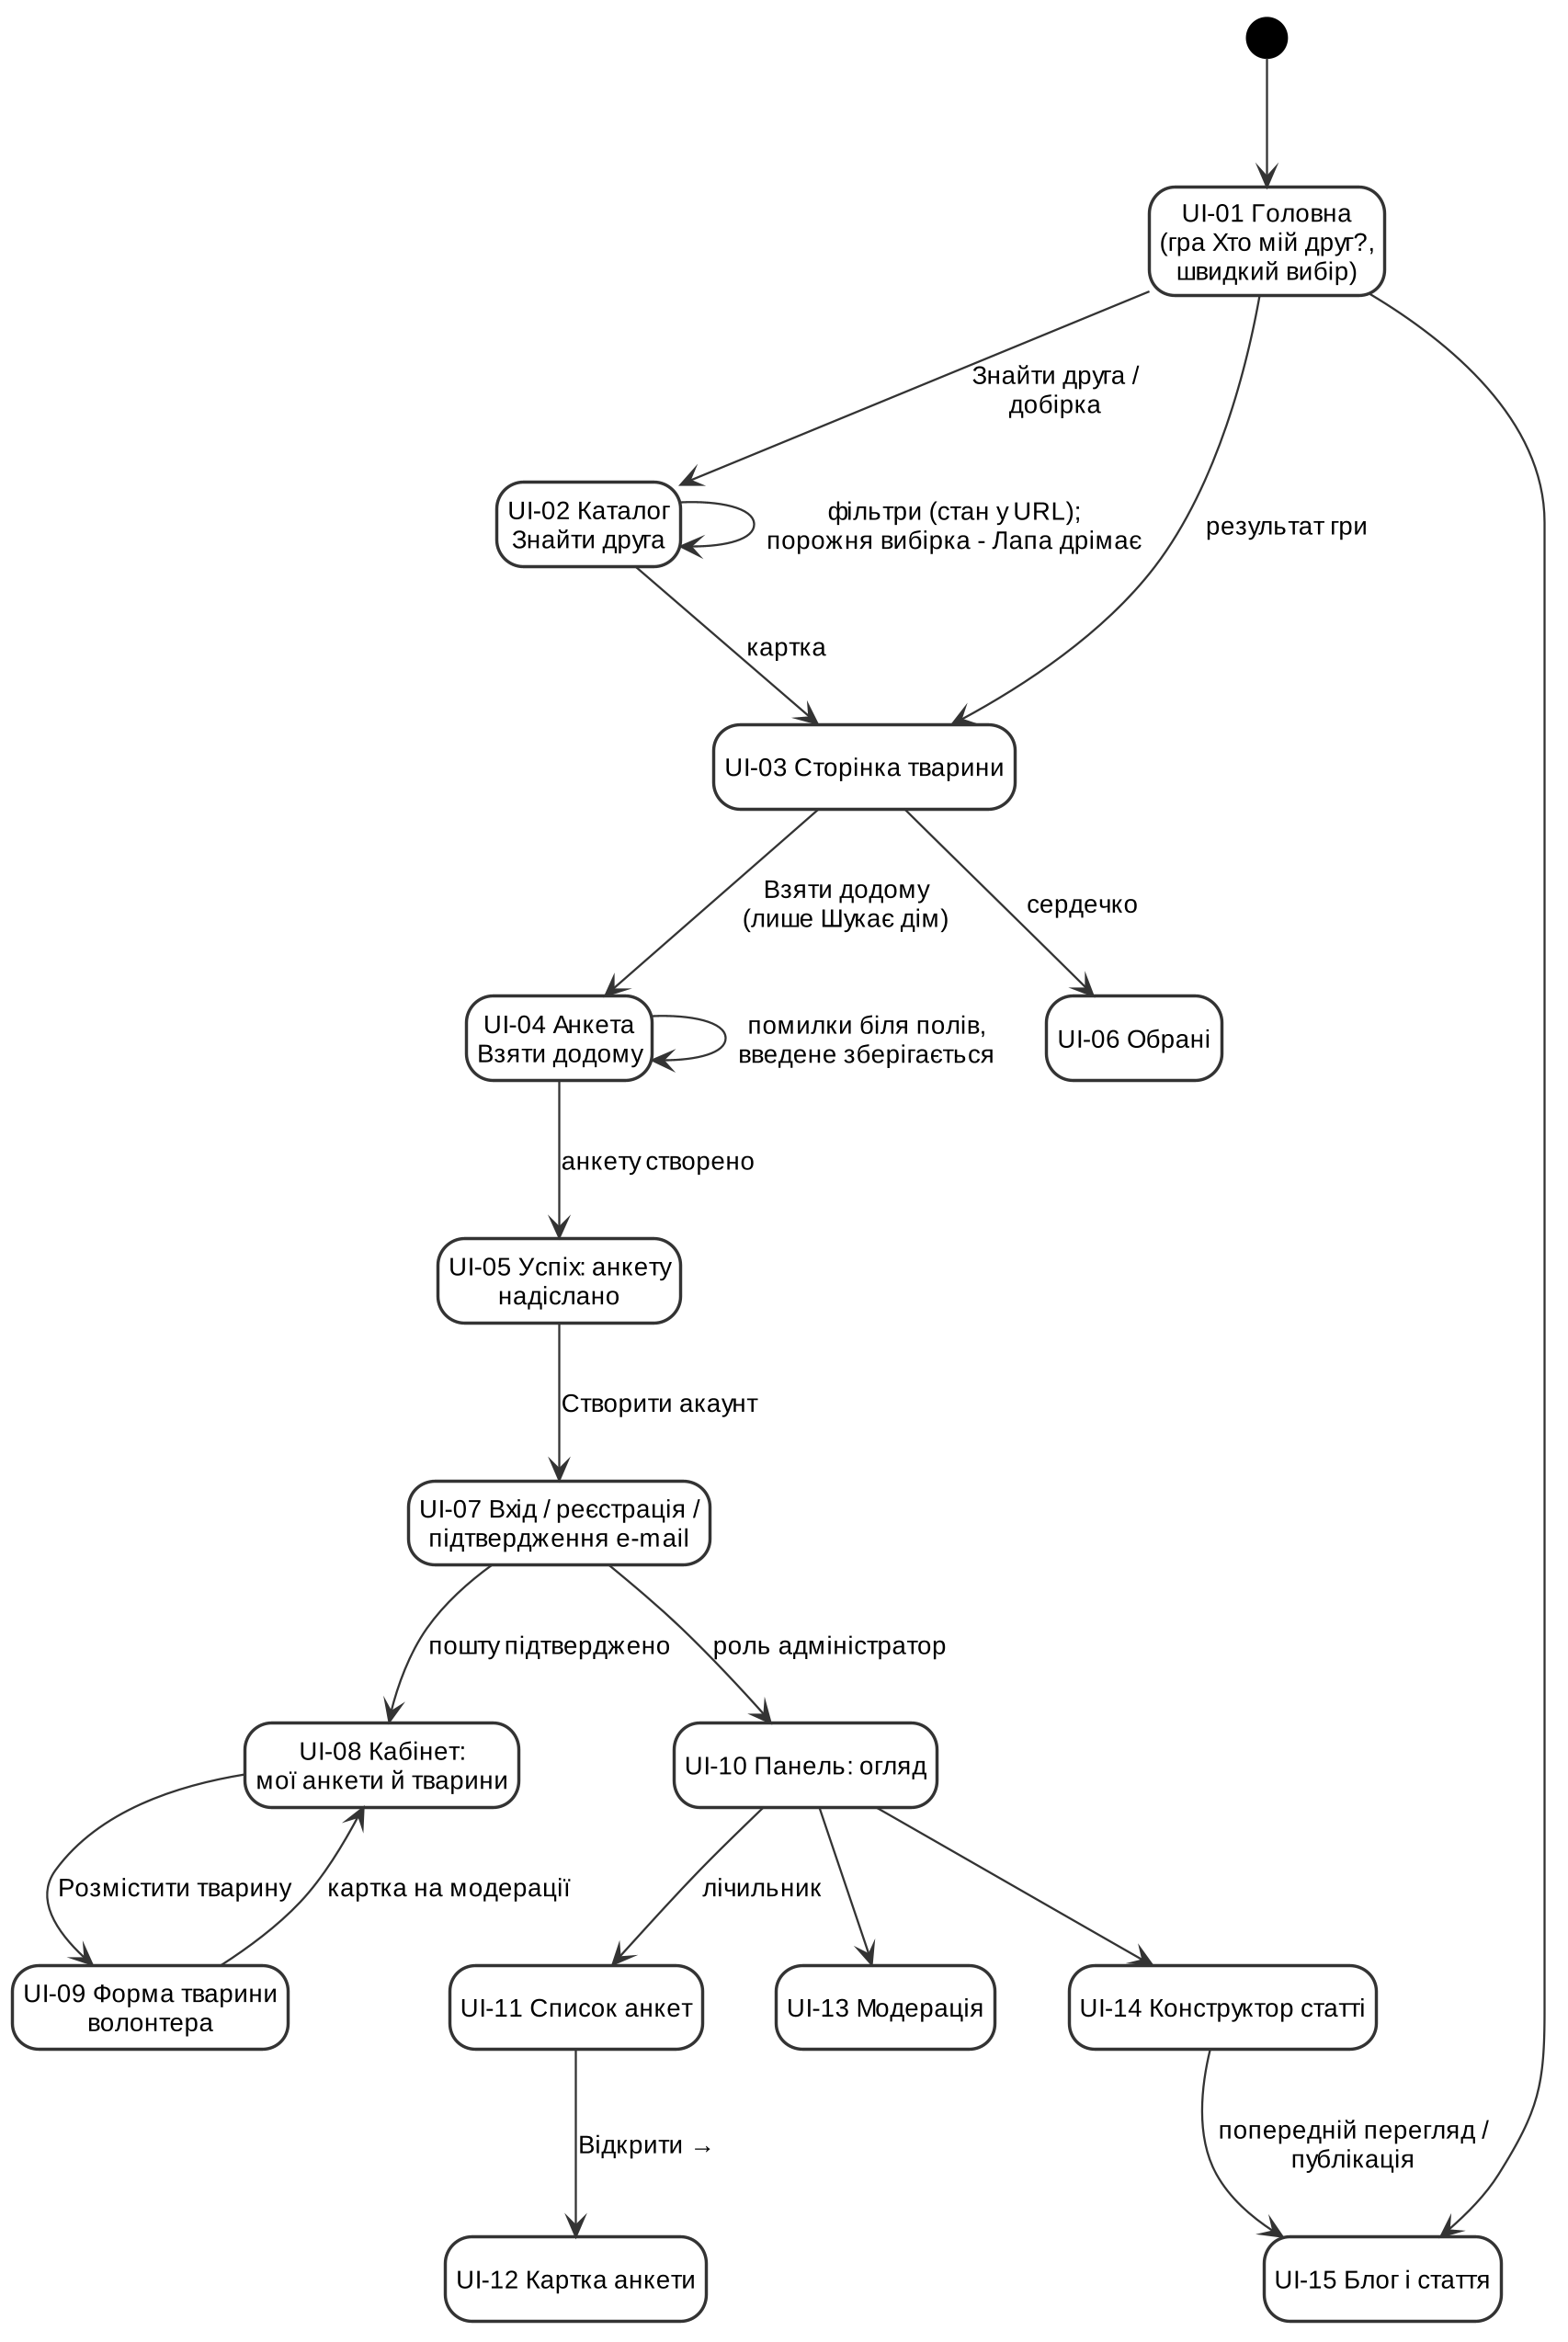 UI-01 Головна
(гра Хто мій друг?,
швидкий вибір)
Знайти друга /
добірка
UI-02 Каталог
Знайти друга
фільтри (стан у URL);
порожня вибірка - Лапа дрімає
результат гри
картка
UI-03 Сторінка тварини
Взяти додому
(лише Шукає дім)
сердечко
UI-04 Анкета
Взяти додому
помилки біля полів,
введене зберігається
UI-06 Обрані
анкету створено
UI-05 Успіх: анкету
надіслано
Створити акаунт
UI-07 Вхід / реєстрація /
підтвердження e-mail
пошту підтверджено
роль адміністратор
UI-08 Кабінет:
мої анкети й тварини
UI-10 Панель: огляд
Розмістити тварину
картка на модерації
лічильник
UI-09 Форма тварини
волонтера
UI-11 Список анкет
UI-13 Модерація
UI-14 Конструктор статті
Відкрити →
попередній перегляд /
публікація
UI-12 Картка анкети
UI-15 Блог і стаття